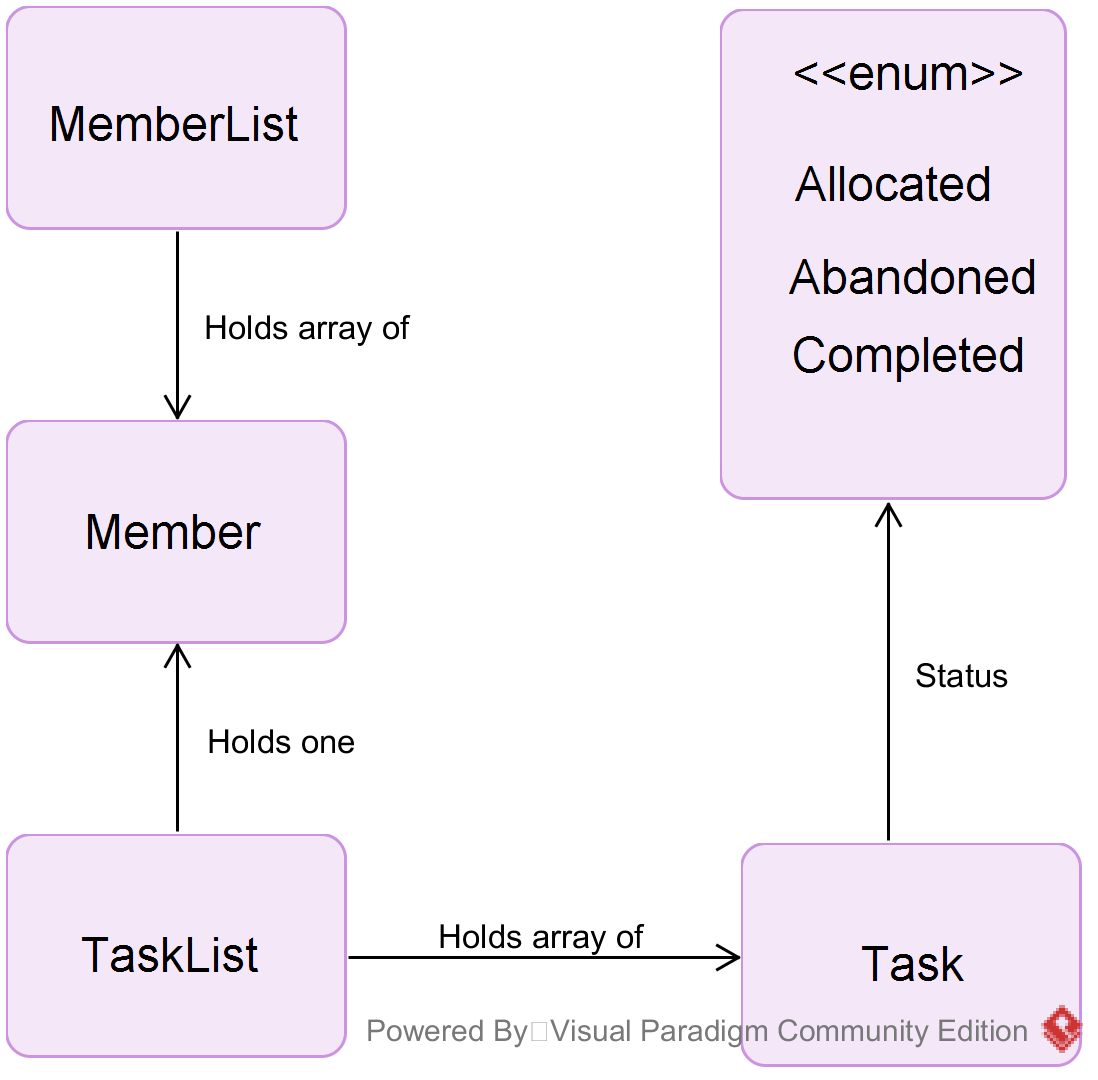 MemberList
<<enum>>
Allocated
Abandoned
Completed
Holds array of
Member
Status
Holds one
TaskList
Holds array of
Task
Powered By Visual Paradigm Community Edition